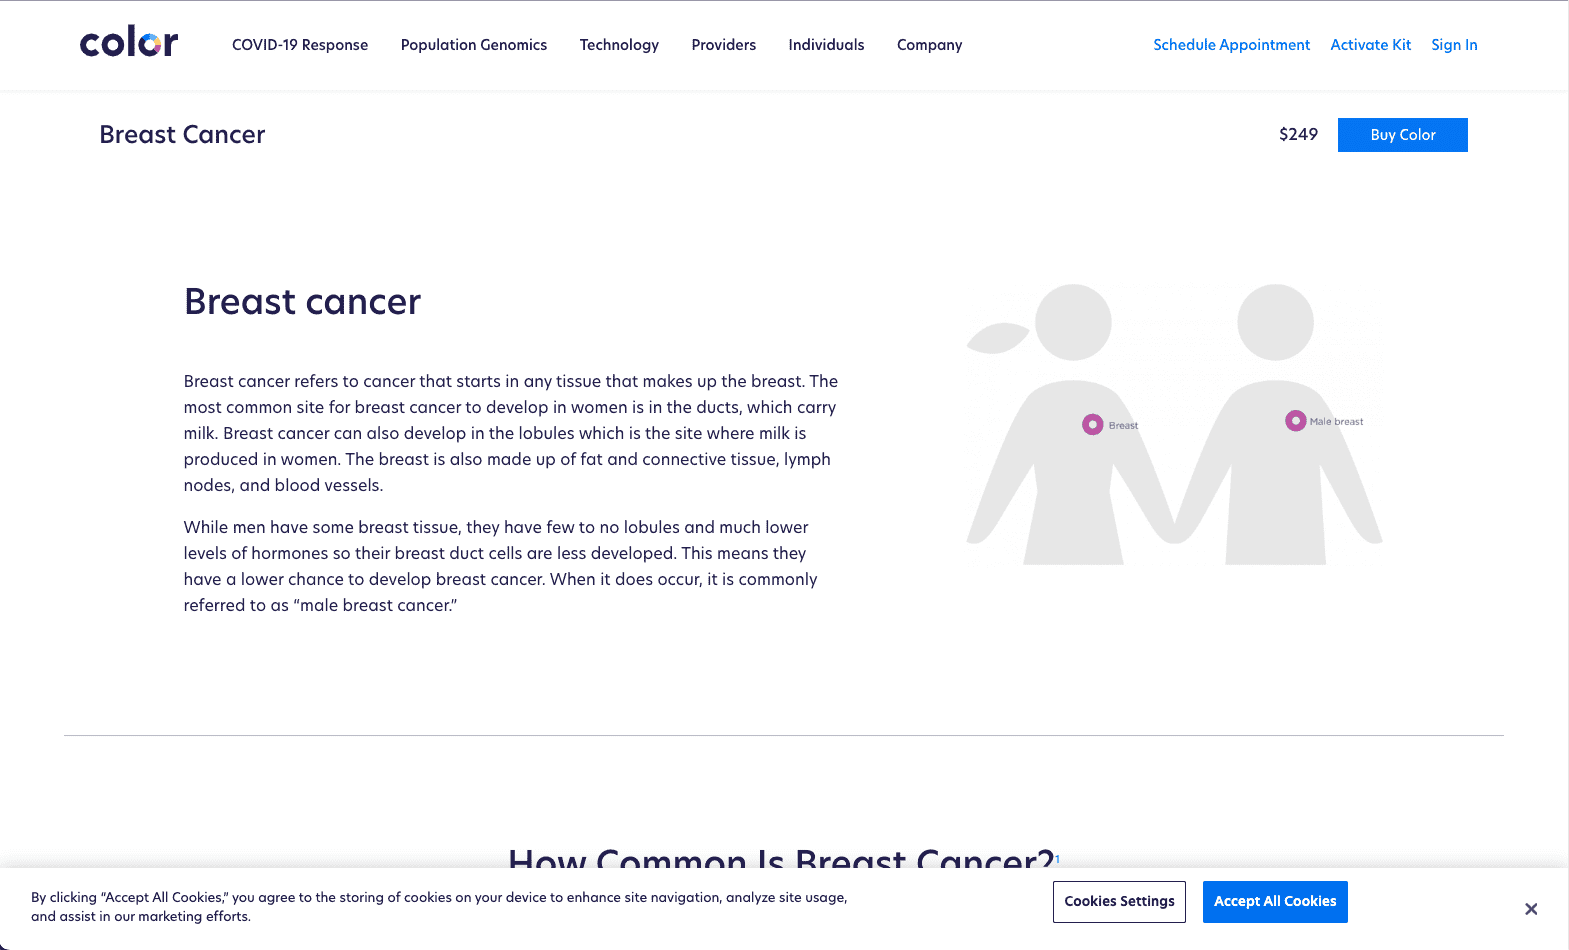 color
COVID-19 Response
Population Genomics
Technology
Providers
Individuals
Company
Schedule Appointment
Activate Kit
Sign In
Breast Cancer
$249
Buy Color
Breast cancer
Breast cancer refers to cancer that starts in any tissue that makes up the breast. The
most common site for breast cancer to develop in women is in the ducts, which carry
milk. Breast cancer can also develop in the lobules which is the site where milk is
produced in women. The breast is also made up of fat and connective tissue, lymph
nodes, and blood vessels.
While men have some breast tissue, they have few to no lobules and much lower
levels of hormones so their breast duct cells are less developed. This means they
have a lower chance to develop breast cancer. When it does occur, it is commonly
referred to as “male breast cancer.”
Breast
Male breast
How Common Is Breast Cancer?1
By clicking “Accept All Cookies,” you agree to the storing of cookies on your device to enhance site navigation, analyze site usage,
and assist in our marketing efforts.
Cookies Settings
Accept All Cookies